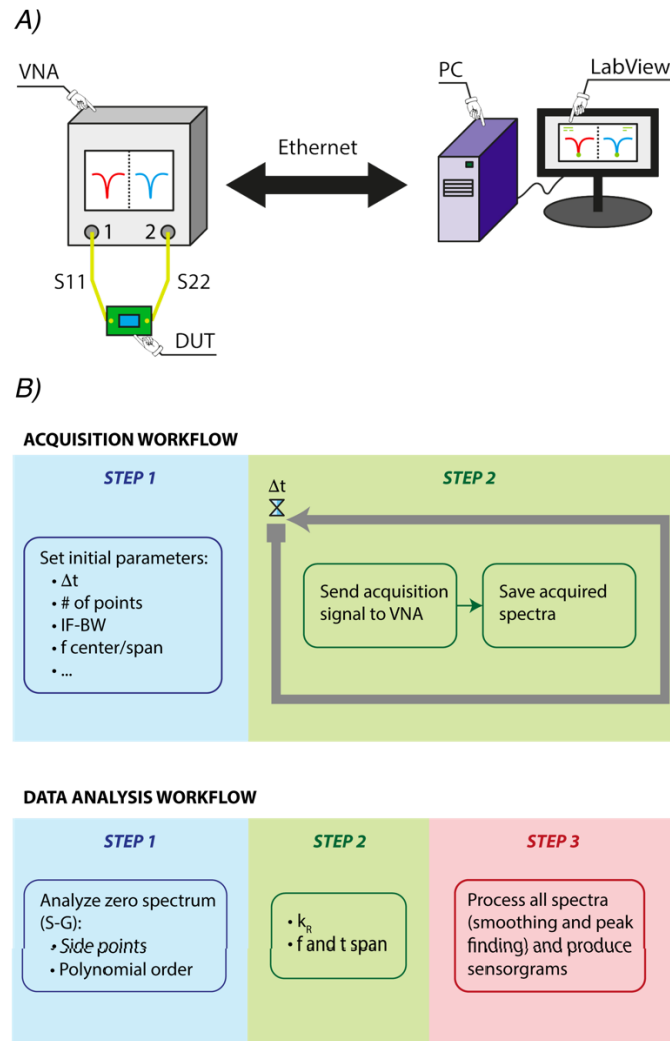 A)
VNA
PC
LabView
Ethernet
1
2
S11
S22
DUT
B)
ACQUISITION WORKFLOW
STEP 1
Set initial parameters:
• Δt
• # of points
• IF-BW
• f center/span
• ...
STEP 2
Δt
Send acquisition
signal to VNA
Save acquired
spectra
DATA ANALYSIS WORKFLOW
STEP 1
Analyze zero spectrum
(S-G):
• Side points
• Polynomial order
STEP 2
• kR
• f and t span
STEP 3
Process all spectra
(smoothing and peak
finding) and produce
sensorgrams